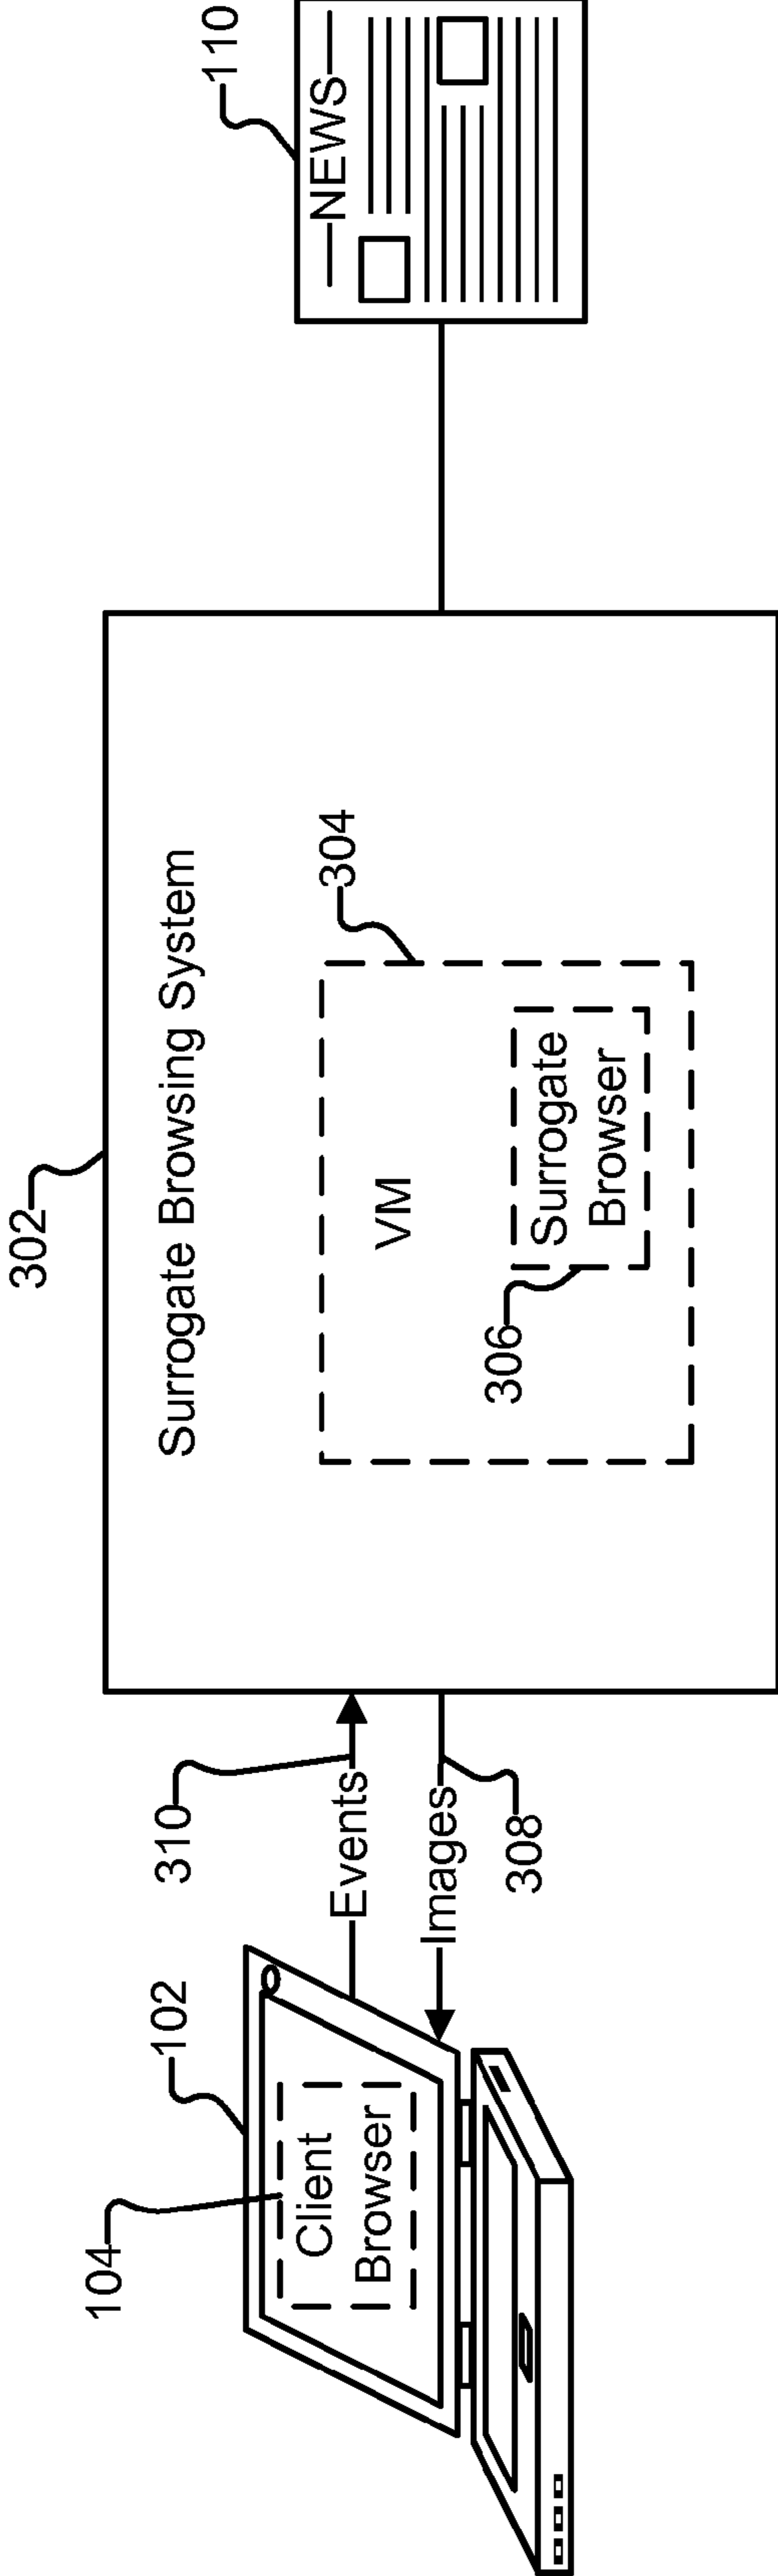 302
Surrogate Browsing System
102
104
Client
Browser
310
Events
Images
308
VM
304
306
Surrogate
Browser
110
NEWS